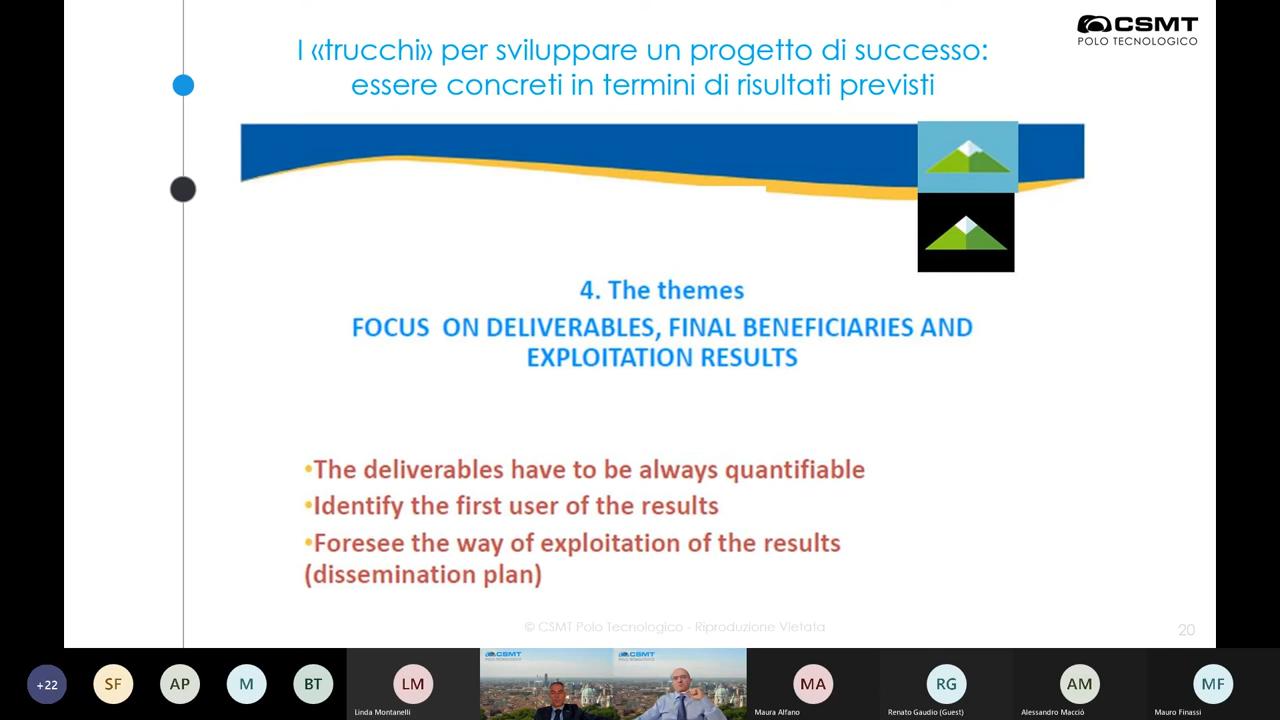 I «trucchi» per sviluppare un progetto di successo:
essere concreti in termini di risultati previsti
CSMT
POLO TECNOLOGICO
4. The themes
FOCUS ON DELIVERABLES, FINAL BENEFICIARIES AND
EXPLOITATION RESULTS
•The deliverables have to be always quantifiable
•Identify the first user of the results
•Foresee the way of exploitation of the results
(dissemination plan)
© CSMT Polo Tecnologico - Riproduzione Vietata
20
+22
SF
AP
M
BT
LM
Linda Montanelli
CSMT
CSMT
MA
Maura Alfano
RG
Renato Gaudio (Guest)
AM
Alessandro Macciò
MF
Mauro Finassi